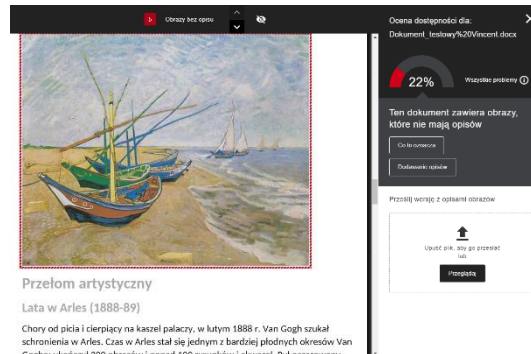 Obrazy bez opisu
Ocena dostępności dla:
Dokument_testowy%20Vincent.docx
22%
Wszystkie problemy
Ten dokument zawiera obrazy,
które nie mają opisów
Co to oznacza
Dodawanie opisów
Prześlij wersję z opisami obrazów
Upuść plik, aby go przesłać
lub
Przeglądaj
Przełom artystyczny
Lata w Arles (1888-89)
Chory od picia i cierpiący na kaszel palaczy, w lutym 1888 r. Van Gogh szukał
schronienia w Arles. Czas w Arles stał się jednym z bardziej płodnych okresów Van